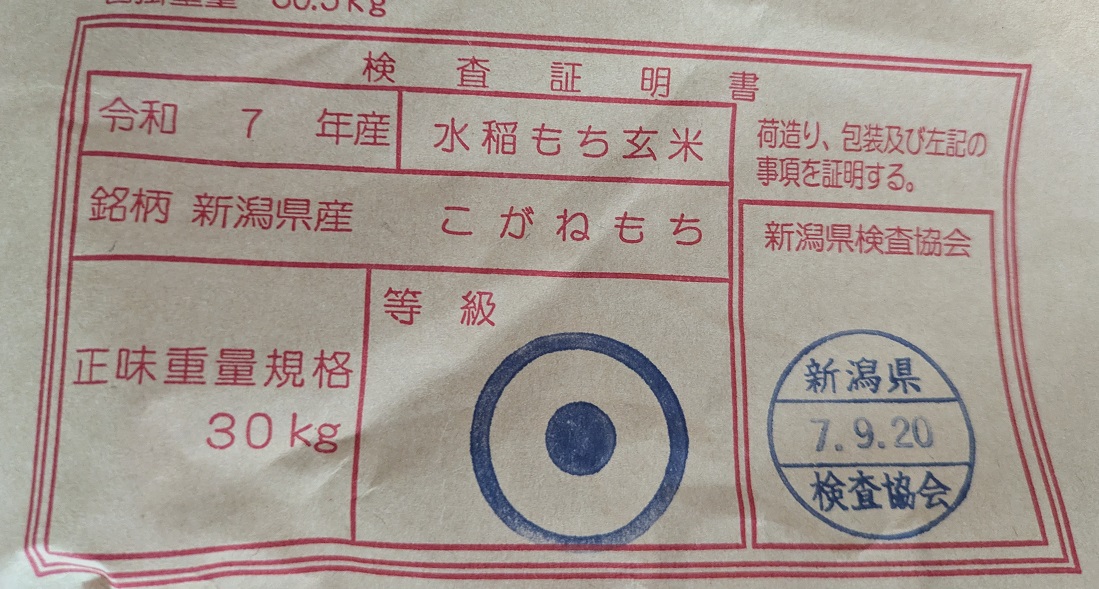 30.5kg
検査証明書
令和 7 年産
水稲もち玄米
荷造り、包装及び左記の
事項を証明する。
銘柄 新潟県産 こがねもち
新潟県検査協会
正味重量規格
30kg
等級
新潟県
7.9.20
検査協会